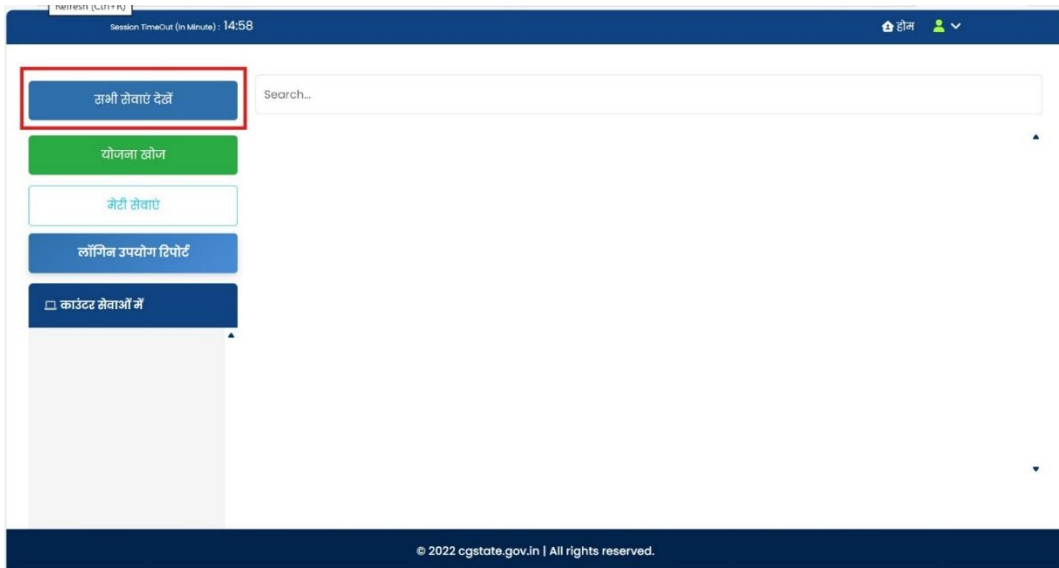 Refresh (Ctrl+R)
Session TimeOut (In Minute) : 14:58
होम
सभी सेवाएं देखें
Search...
योजना खोज
मेरी सेवाएं
लॉगिन उपयोग रिपोर्ट
काउंटर सेवाओं में
© 2022 cgstate.gov.in | All rights reserved.